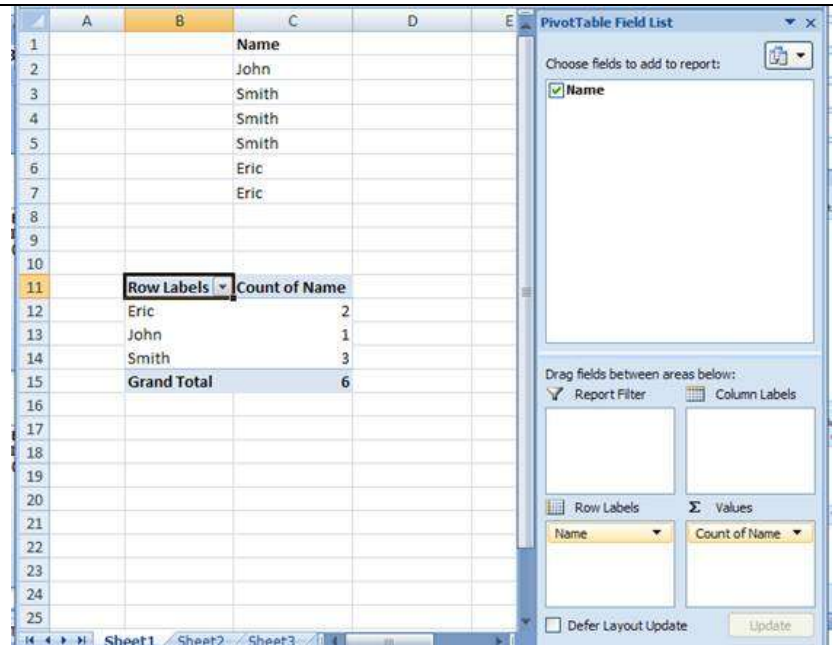 A B C D E
1 Name
2 John
3 Smith
4 Smith
5 Smith
6 Eric
7 Eric
8
9
10
11 Row Labels Count of Name
12 Eric 2
13 John 1
14 Smith 3
15 Grand Total 6
16
17
18
19
20
21
22
23
24
25
Sheet1 Sheet2 Sheet3
PivotTable Field List
Choose fields to add to report:
Name
Drag fields between areas below:
Report Filter Column Labels
Row Labels Σ Values
Name Count of Name
Defer Layout Update Update